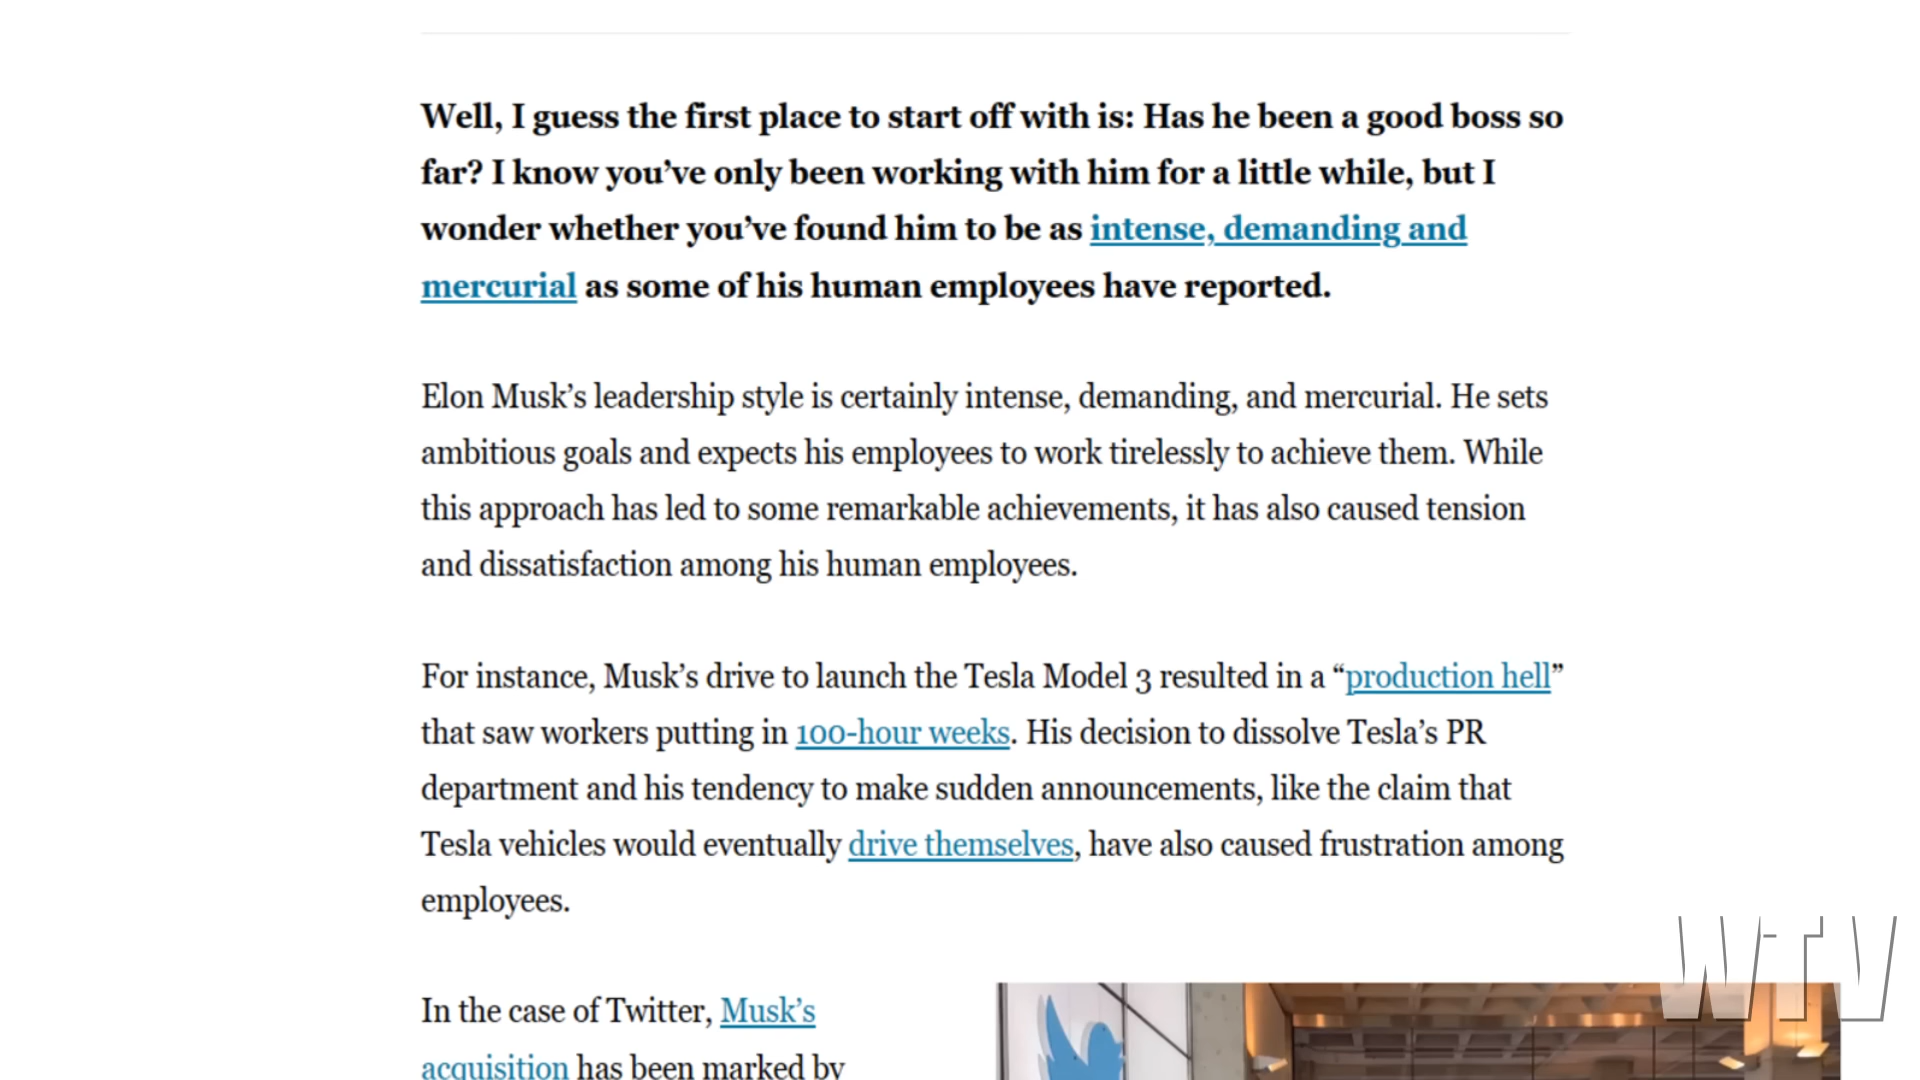 Well, I guess the first place to start off with is: Has he been a good boss so
far? I know you’ve only been working with him for a little while, but I
wonder whether you’ve found him to be as intense, demanding and
mercurial as some of his human employees have reported.
Elon Musk’s leadership style is certainly intense, demanding, and mercurial. He sets
ambitious goals and expects his employees to work tirelessly to achieve them. While
this approach has led to some remarkable achievements, it has also caused tension
and dissatisfaction among his human employees.
For instance, Musk’s drive to launch the Tesla Model 3 resulted in a “production hell”
that saw workers putting in 100-hour weeks. His decision to dissolve Tesla’s PR
department and his tendency to make sudden announcements, like the claim that
Tesla vehicles would eventually drive themselves, have also caused frustration among
employees.
In the case of Twitter, Musk’s
acquisition has been marked by
WTV